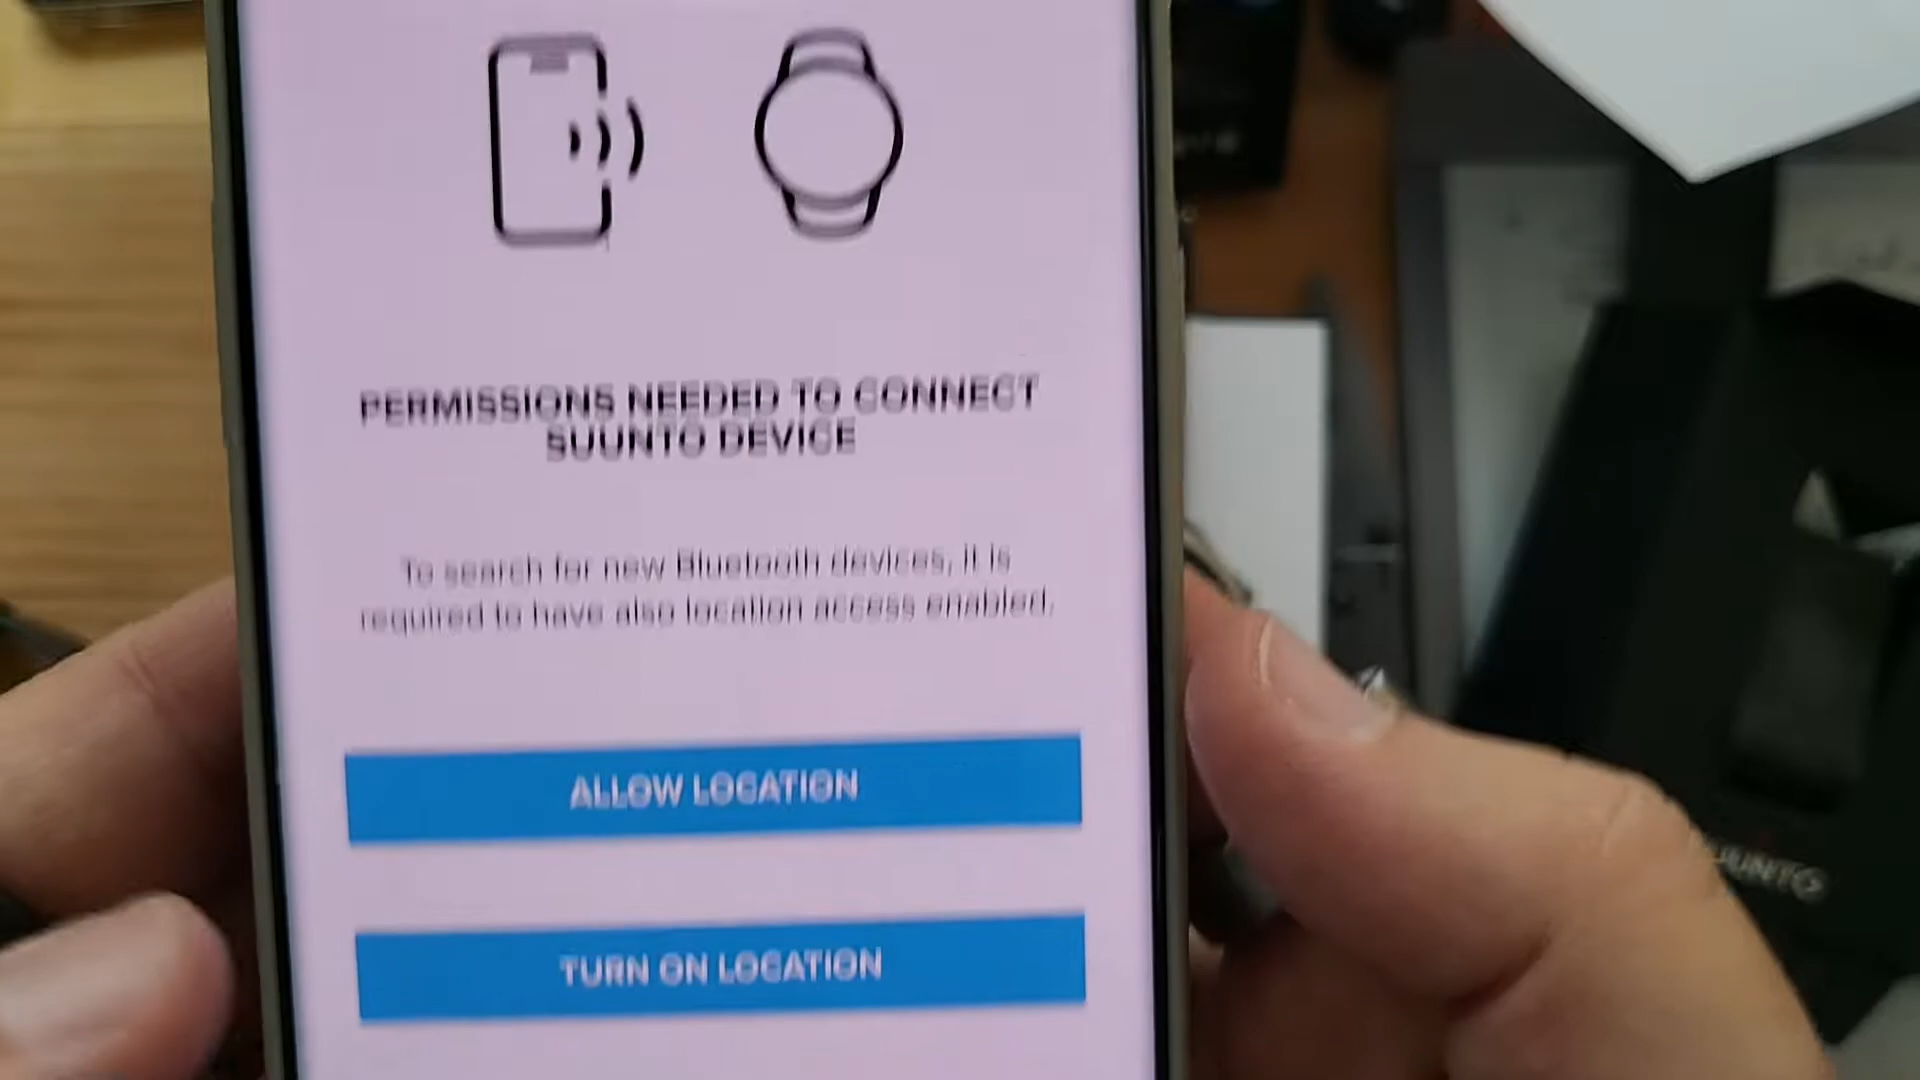 PERMISSIONS NEEDED TO CONNECT
SUUNTO DEVICE
To search for new Bluetooth devices, it is
required to have also location access enabled.
ALLOW LOCATION
TURN ON LOCATION
SUUNTO